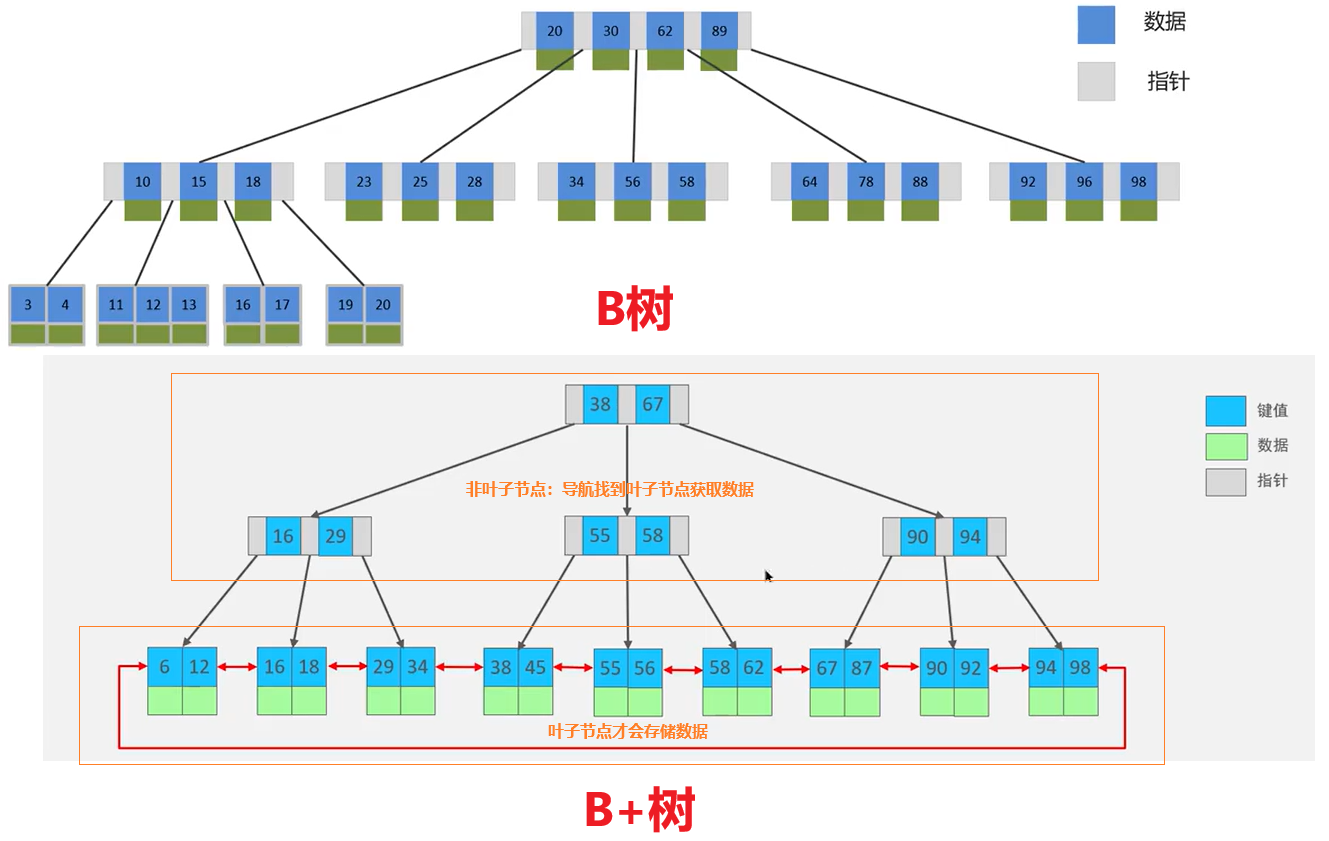 20 30 62 89
数据
指针
10 15 18 23 25 28 34 56 58 64 78 88 92 96 98
3 4 11 12 13 16 17 19 20
B树
38 67
键值
数据
指针
非叶子节点：导航找到叶子节点获取数据
16 29 55 58 90 94
6 12 16 18 29 34 38 45 55 56 58 62 67 87 90 92 94 98
叶子节点才会存储数据
B+树